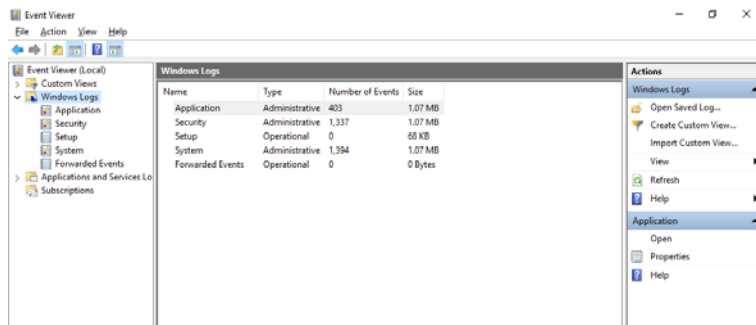 Event Viewer
File Action View Help
Event Viewer (Local)
Custom Views
Windows Logs
Application
Security
Setup
System
Forwarded Events
Applications and Services Lo
Subscriptions
Windows Logs
Name Type Number of Events Size
Application Administrative 403 1.07 MB
Security Administrative 1,337 1.07 MB
Setup Operational 0 68 KB
System Administrative 1,394 1.07 MB
Forwarded Events Operational 0 0 Bytes
Actions
Windows Logs
Open Saved Log...
Create Custom View...
Import Custom View...
View
Refresh
Help
Application
Open
Properties
Help